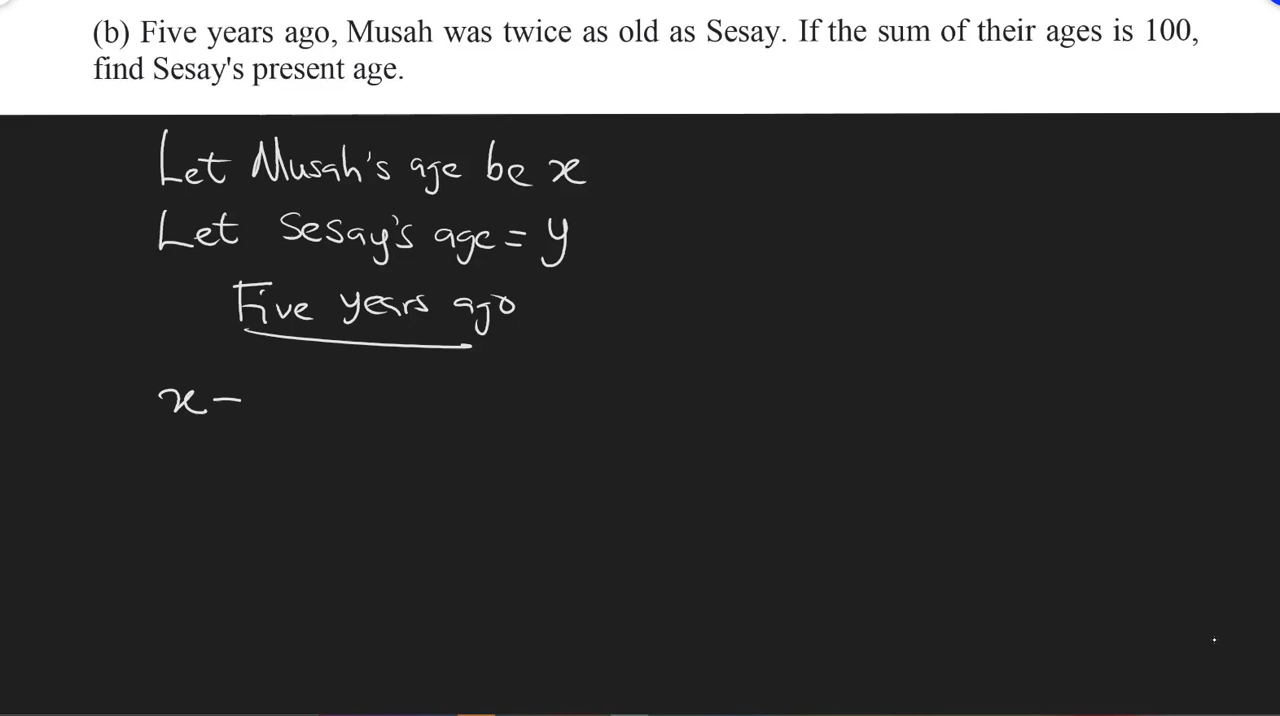 (b) Five years ago, Musah was twice as old as Sesay. If the sum of their ages is 100,
find Sesay's present age.
Let Musah's age be x
Let Sesay's age = y
Five years ago
x −